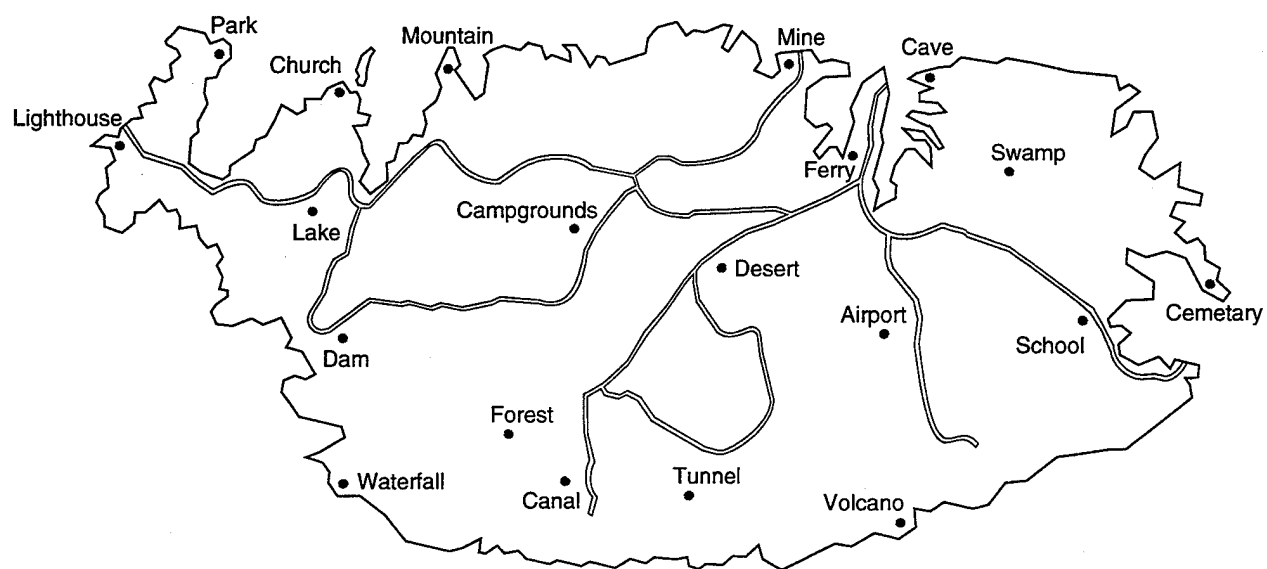 Park
Mountain
Mine
Church
Cave
Lighthouse
Swamp
Ferry
Campgrounds
Lake
Desert
Cemetary
Airport
School
Dam
Forest
Tunnel
Waterfall
Canal
Volcano